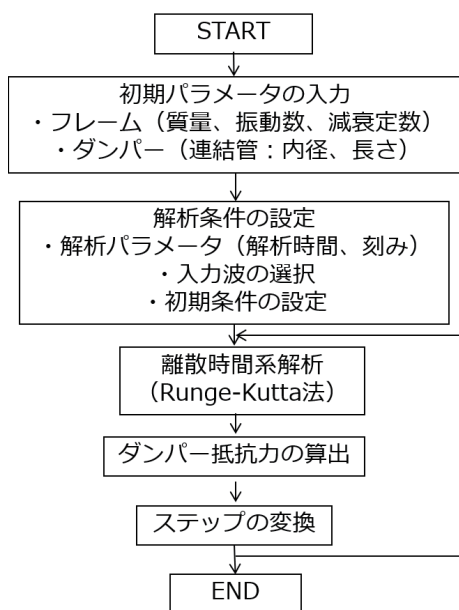 START
初期パラメータの入力
・フレーム（質量、振動数、減衰定数）
・ダンパー（連結管：内径、長さ）
解析条件の設定
・解析パラメータ（解析時間、刻み）
・入力波の選択
・初期条件の設定
離散時間系解析
（Runge-Kutta法）
ダンパー抵抗力の算出
ステップの変換
END